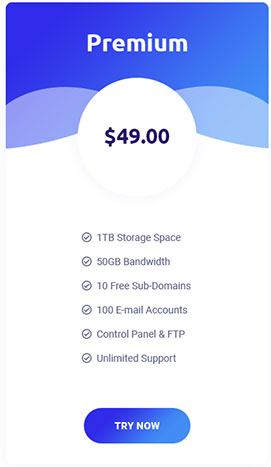 Premium
$49.00
1TB Storage Space
50GB Bandwidth
10 Free Sub-Domains
100 E-mail Accounts
Control Panel & FTP
Unlimited Support
TRY NOW